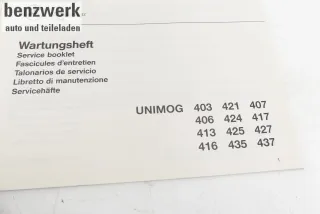 benzwerk
auto und teileladen
Wartungsheft
Service booklet
Fascicules d'entretien
Talonarios de servicio
Libretto di manutenzione
Servicehäfte
UNIMOG 403 421 407
406 424 417
413 425 427
416 435 437